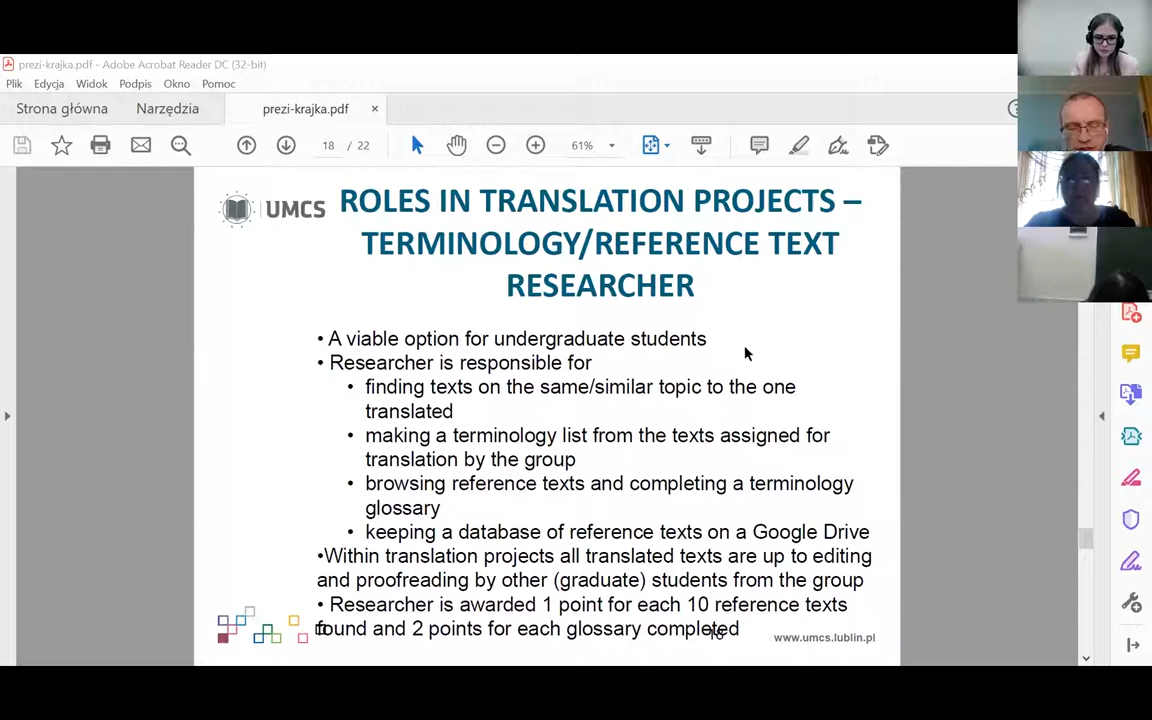 prezi-krajka.pdf - Adobe Acrobat Reader DC (32-bit)
Plik Edycja Widok Podpis Okno Pomoc
Strona główna Narzędzia prezi-krajka.pdf ×
18 / 22 61%
UMCS
ROLES IN TRANSLATION PROJECTS –
TERMINOLOGY/REFERENCE TEXT
RESEARCHER
• A viable option for undergraduate students
• Researcher is responsible for
• finding texts on the same/similar topic to the one
translated
• making a terminology list from the texts assigned for
translation by the group
• browsing reference texts and completing a terminology
glossary
• keeping a database of reference texts on a Google Drive
•Within translation projects all translated texts are up to editing
and proofreading by other (graduate) students from the group
• Researcher is awarded 1 point for each 10 reference texts
found and 2 points for each glossary completed
www.umcs.lublin.pl